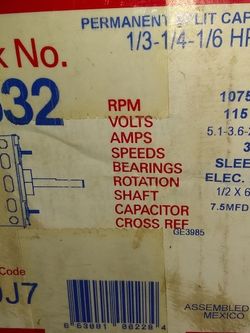 PERMANENT SPLIT CAP
1/3-1/4-1/6 HP
k No.
632
RPM 1075
VOLTS 115
AMPS 5.1-3.6-2
SPEEDS 3
BEARINGS SLEE
ROTATION ELEC.
SHAFT 1/2 X 6
CAPACITOR 7.5MFD
CROSS REF GE3985
Code
J7
ASSEMBLED
MEXICO